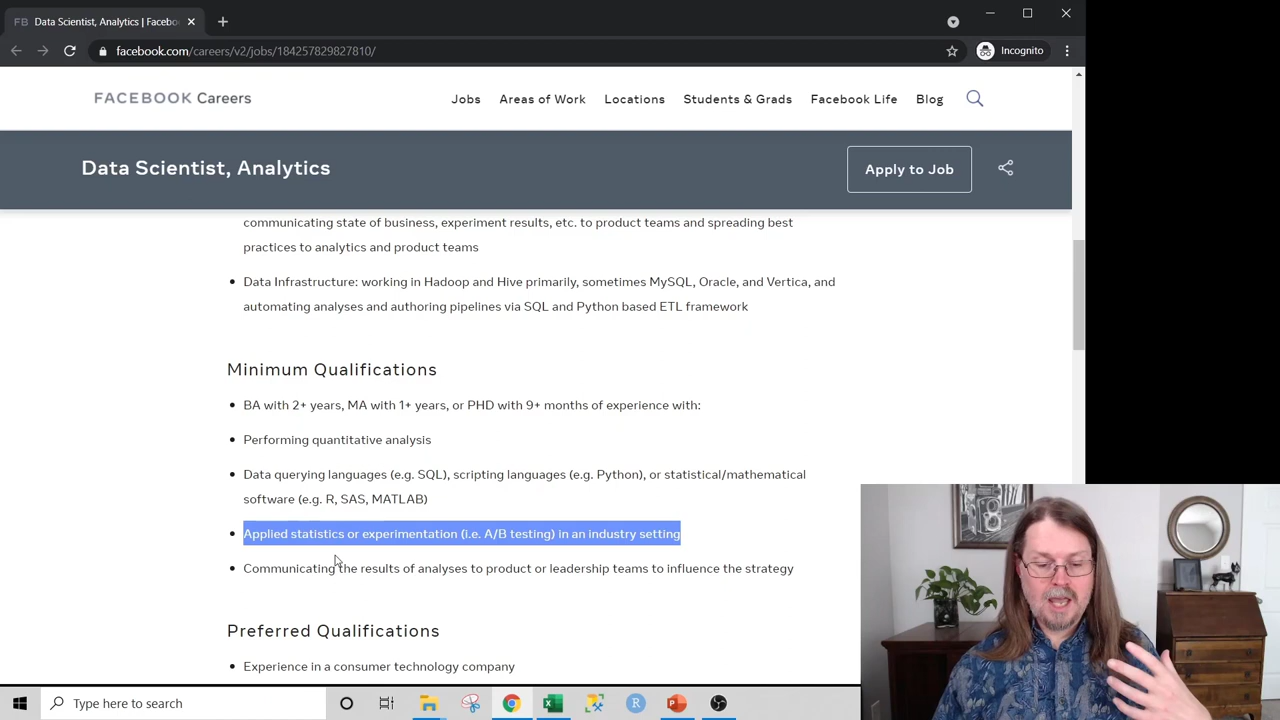 FB Data Scientist, Analytics | Facebo
facebook.com/careers/v2/jobs/184257829827810/
Incognito
FACEBOOK Careers
Jobs Areas of Work Locations Students & Grads Facebook Life Blog
Data Scientist, Analytics
Apply to Job
communicating state of business, experiment results, etc. to product teams and spreading best
practices to analytics and product teams
Data Infrastructure: working in Hadoop and Hive primarily, sometimes MySQL, Oracle, and Vertica, and
automating analyses and authoring pipelines via SQL and Python based ETL framework
Minimum Qualifications
BA with 2+ years, MA with 1+ years, or PHD with 9+ months of experience with:
Performing quantitative analysis
Data querying languages (e.g. SQL), scripting languages (e.g. Python), or statistical/mathematical
software (e.g. R, SAS, MATLAB)
Applied statistics or experimentation (i.e. A/B testing) in an industry setting
Communicating the results of analyses to product or leadership teams to influence the strategy
Preferred Qualifications
Experience in a consumer technology company
Type here to search